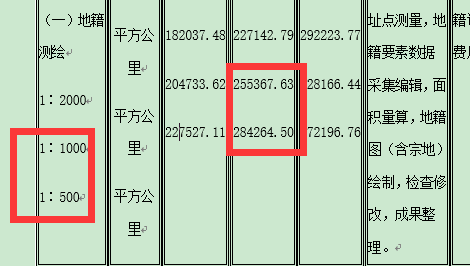 （一）地籍
测绘
1：2000
1：1000
1：500
平方公
里
平方公
里
平方公
里
182037.48
204733.62
227527.11
227142.79
255367.63
284264.50
292223.77
28166.44
72196.76
址点测量，地
籍要素数据
采集编辑，面
积量算，地籍
图（含宗地）
绘制，检查修
改，成果整
理。